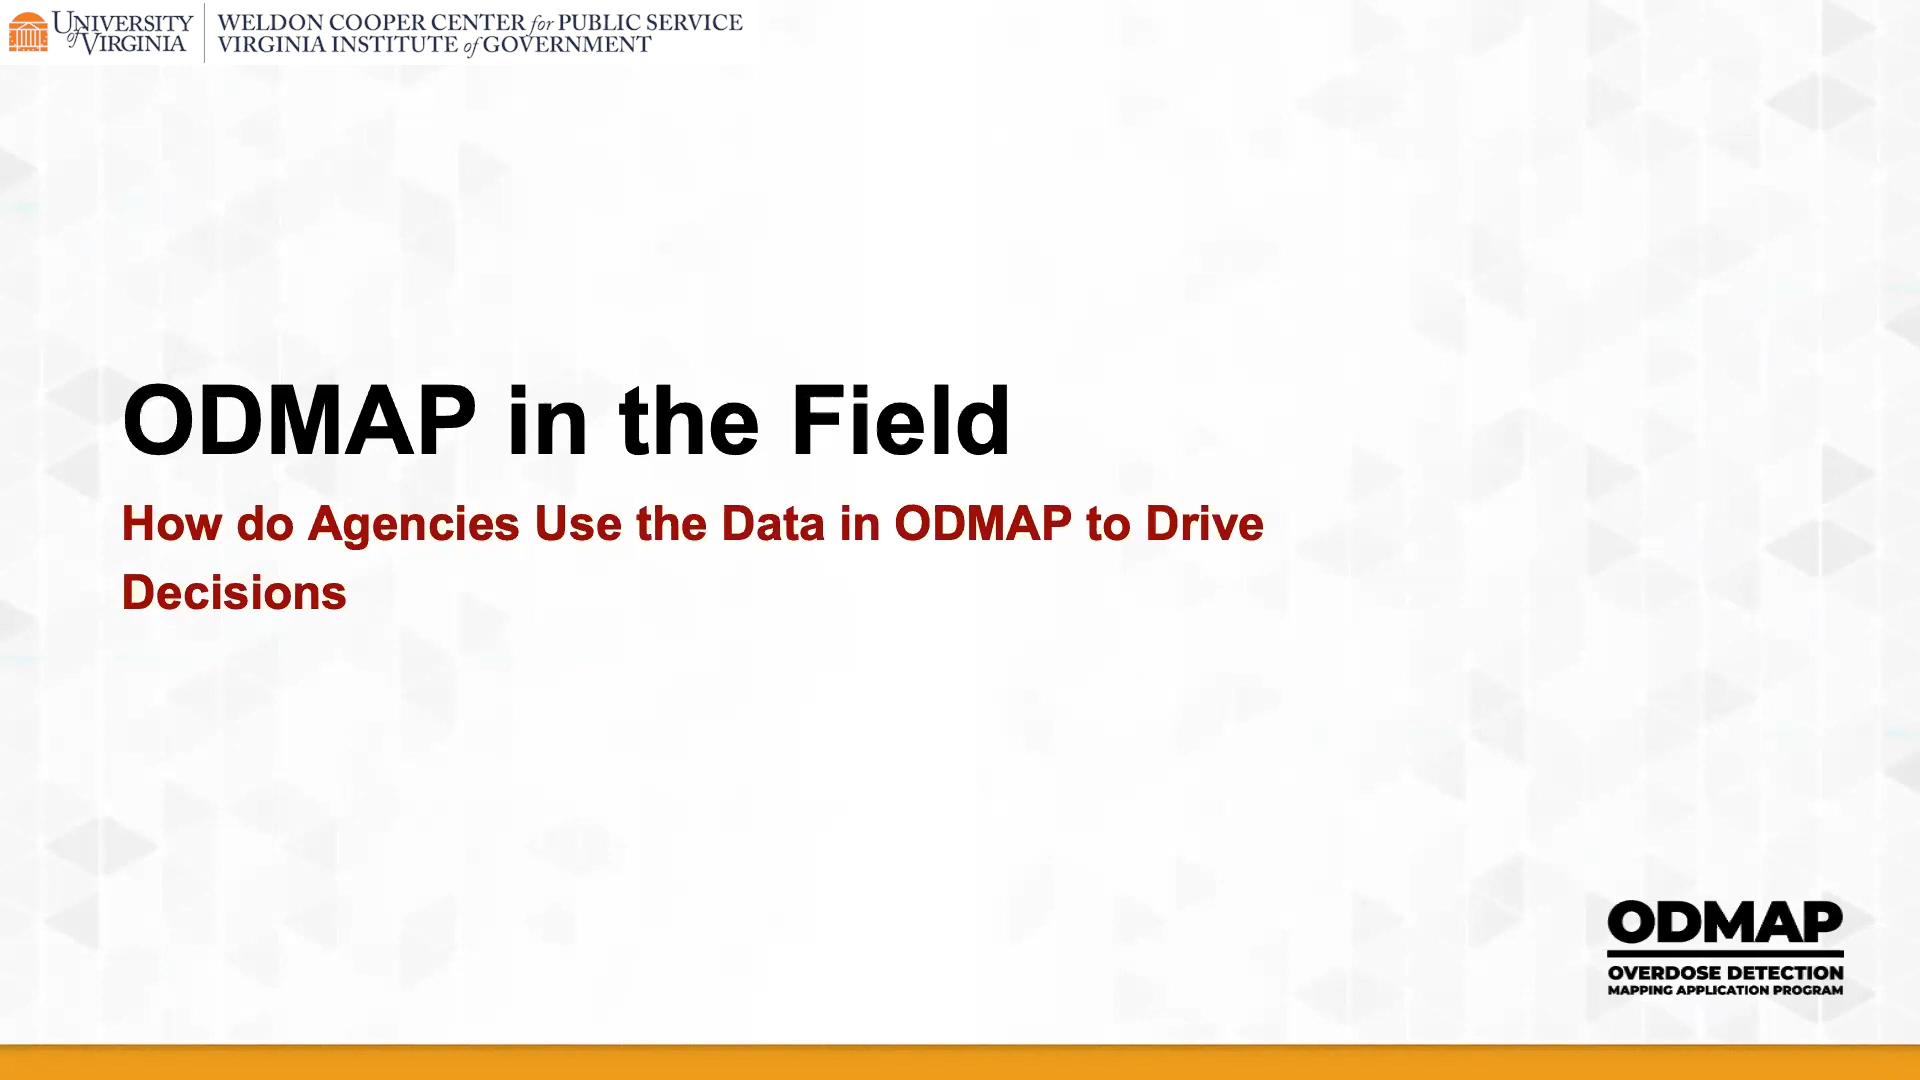 UNIVERSITY
of VIRGINIA
WELDON COOPER CENTER for PUBLIC SERVICE
VIRGINIA INSTITUTE of GOVERNMENT
ODMAP in the Field
How do Agencies Use the Data in ODMAP to Drive
Decisions
ODMAP
OVERDOSE DETECTION
MAPPING APPLICATION PROGRAM